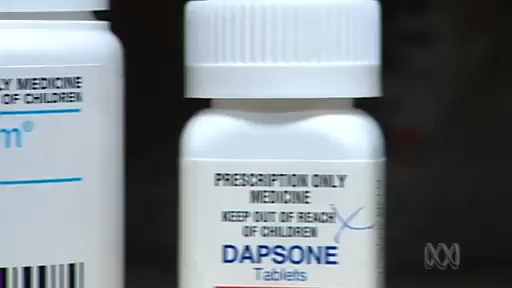 LY MEDICINE
OF CHILDREN
m®
PRESCRIPTION ONLY
MEDICINE
KEEP OUT OF REACH
OF CHILDREN
DAPSONE
Tablets